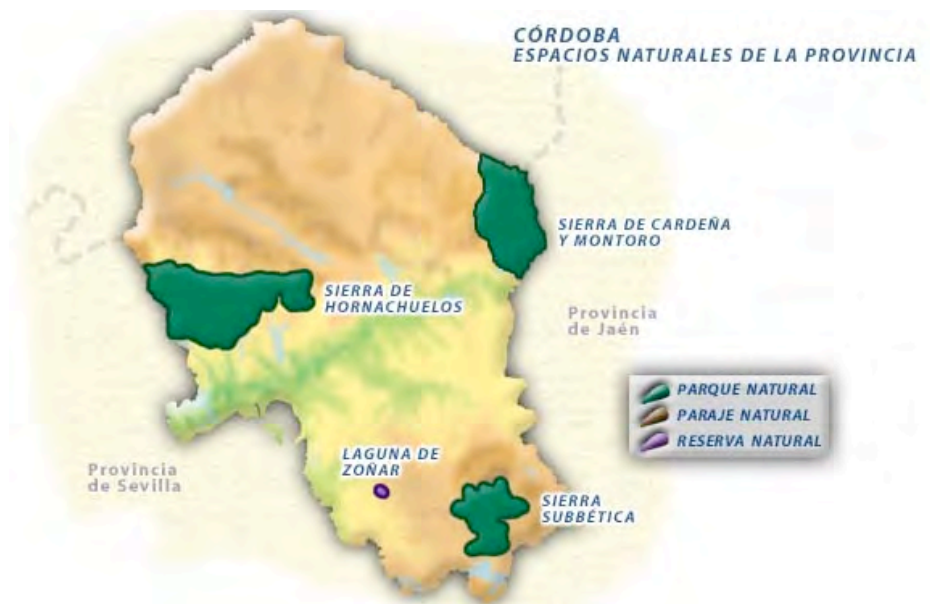 CÓRDOBA
ESPACIOS NATURALES DE LA PROVINCIA
SIERRA DE CARDEÑA
Y MONTORO
SIERRA DE
HORNACHUELOS
Provincia
de Jaén
PARQUE NATURAL
PARAJE NATURAL
RESERVA NATURAL
LAGUNA DE
ZOÑAR
Provincia
de Sevilla
SIERRA
SUBBÉTICA